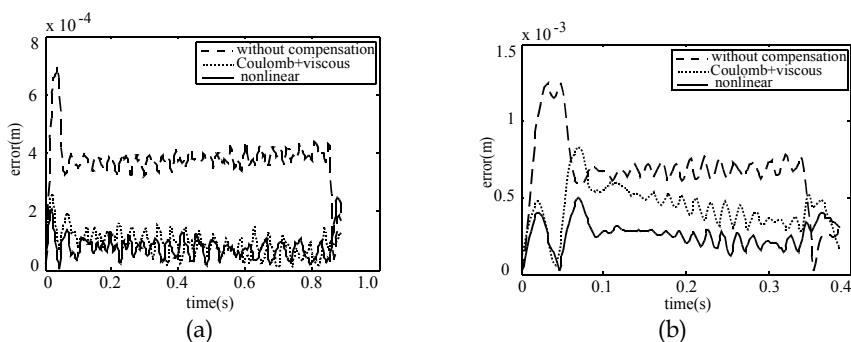 x 10-4
8
6
4
2
0
error(m)
without compensation
Coulomb+viscous
nonlinear
0 0.2 0.4 0.6 0.8 1.0
time(s)
(a)
x 10-3
1.5
1
0.5
0
error(m)
without compensation
Coulomb+viscous
nonlinear
0 0.1 0.2 0.3 0.4
time(s)
(b)